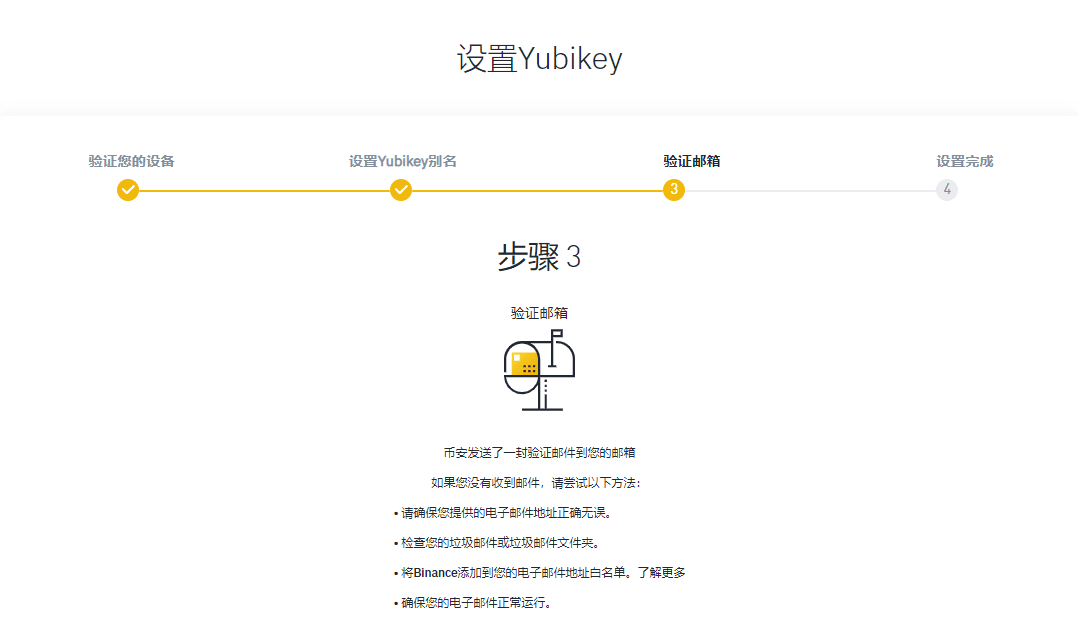 设置Yubikey
验证您的设备 设置Yubikey别名 验证邮箱 设置完成
3 4
步骤 3
验证邮箱
币安发送了一封验证邮件到您的邮箱
如果您没有收到邮件，请尝试以下方法：
• 请确保您提供的电子邮件地址正确无误。
• 检查您的垃圾邮件或垃圾邮件文件夹。
• 将Binance添加到您的电子邮件地址白名单。了解更多
• 确保您的电子邮件正常运行。